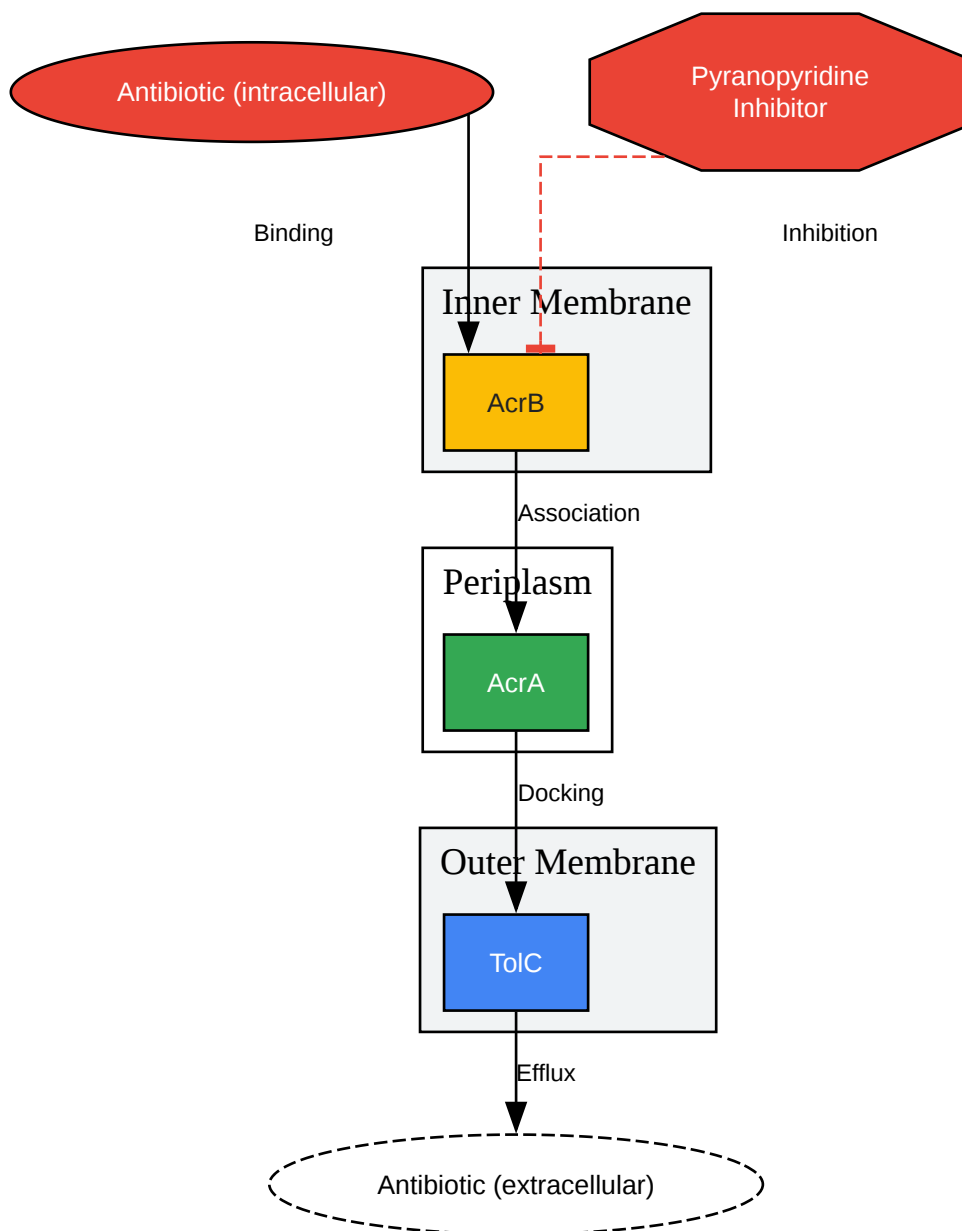 Antibiotic (intracellular)
Pyranopyridine
Inhibitor
Binding
Inhibition
Inner Membrane
AcrB
Association
Periplasm
AcrA
Docking
Outer Membrane
TolC
Efflux
Antibiotic (extracellular)